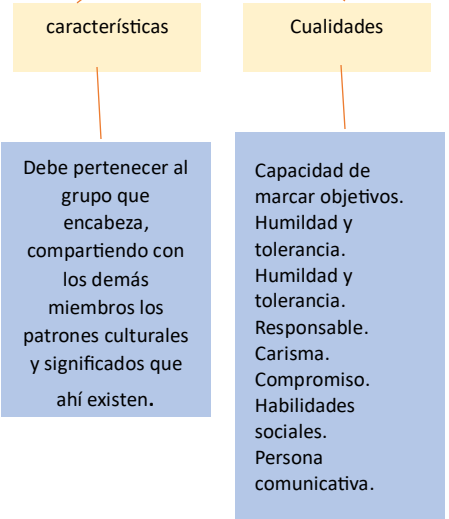 características
Debe pertenecer al
grupo que
encabeza,
compartiendo con
los demás
miembros los
patrones culturales
y significados que
ahí existen.
Cualidades
Capacidad de
marcar objetivos.
Humildad y
tolerancia.
Humildad y
tolerancia.
Responsable.
Carisma.
Compromiso.
Habilidades
sociales.
Persona
comunicativa.